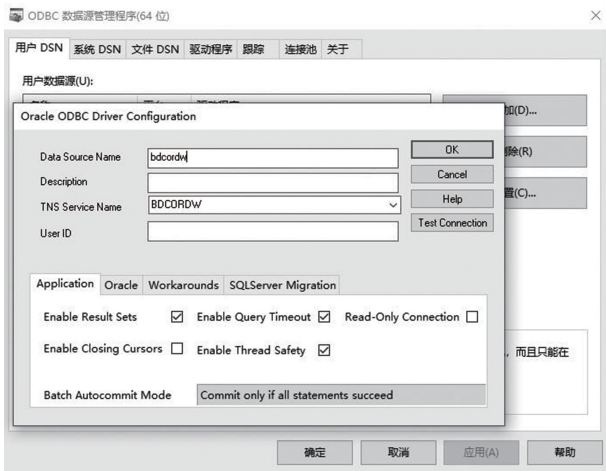 ODBC 数据源管理程序(64 位)
用户 DSN 系统 DSN 文件 DSN 驱动程序 跟踪 连接池 关于
用户数据源(U):
加(D)...
删除(R)
置(C)...
Oracle ODBC Driver Configuration
Data Source Name bdcordw
Description
TNS Service Name BDCORDW
User ID
OK
Cancel
Help
Test Connection
Application Oracle Workarounds SQLServer Migration
Enable Result Sets Enable Query Timeout Read-Only Connection
Enable Closing Cursors Enable Thread Safety
Batch Autocommit Mode Commit only if all statements succeed
，而且只能在
确定 取消 应用(A) 帮助